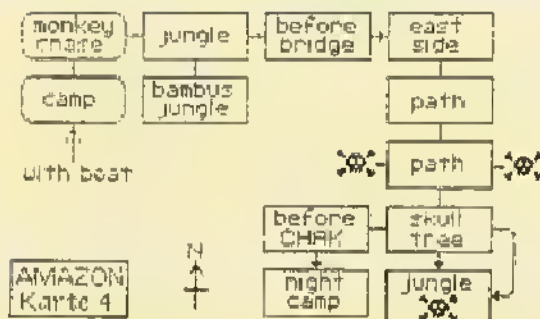 monkey
chase
jungle
before
bridge
east
side
camp
bambus
jungle
path
with boat
path
before
CHAK
skull
tree
N
AMAZON
Karte 4
night
camp
jungle